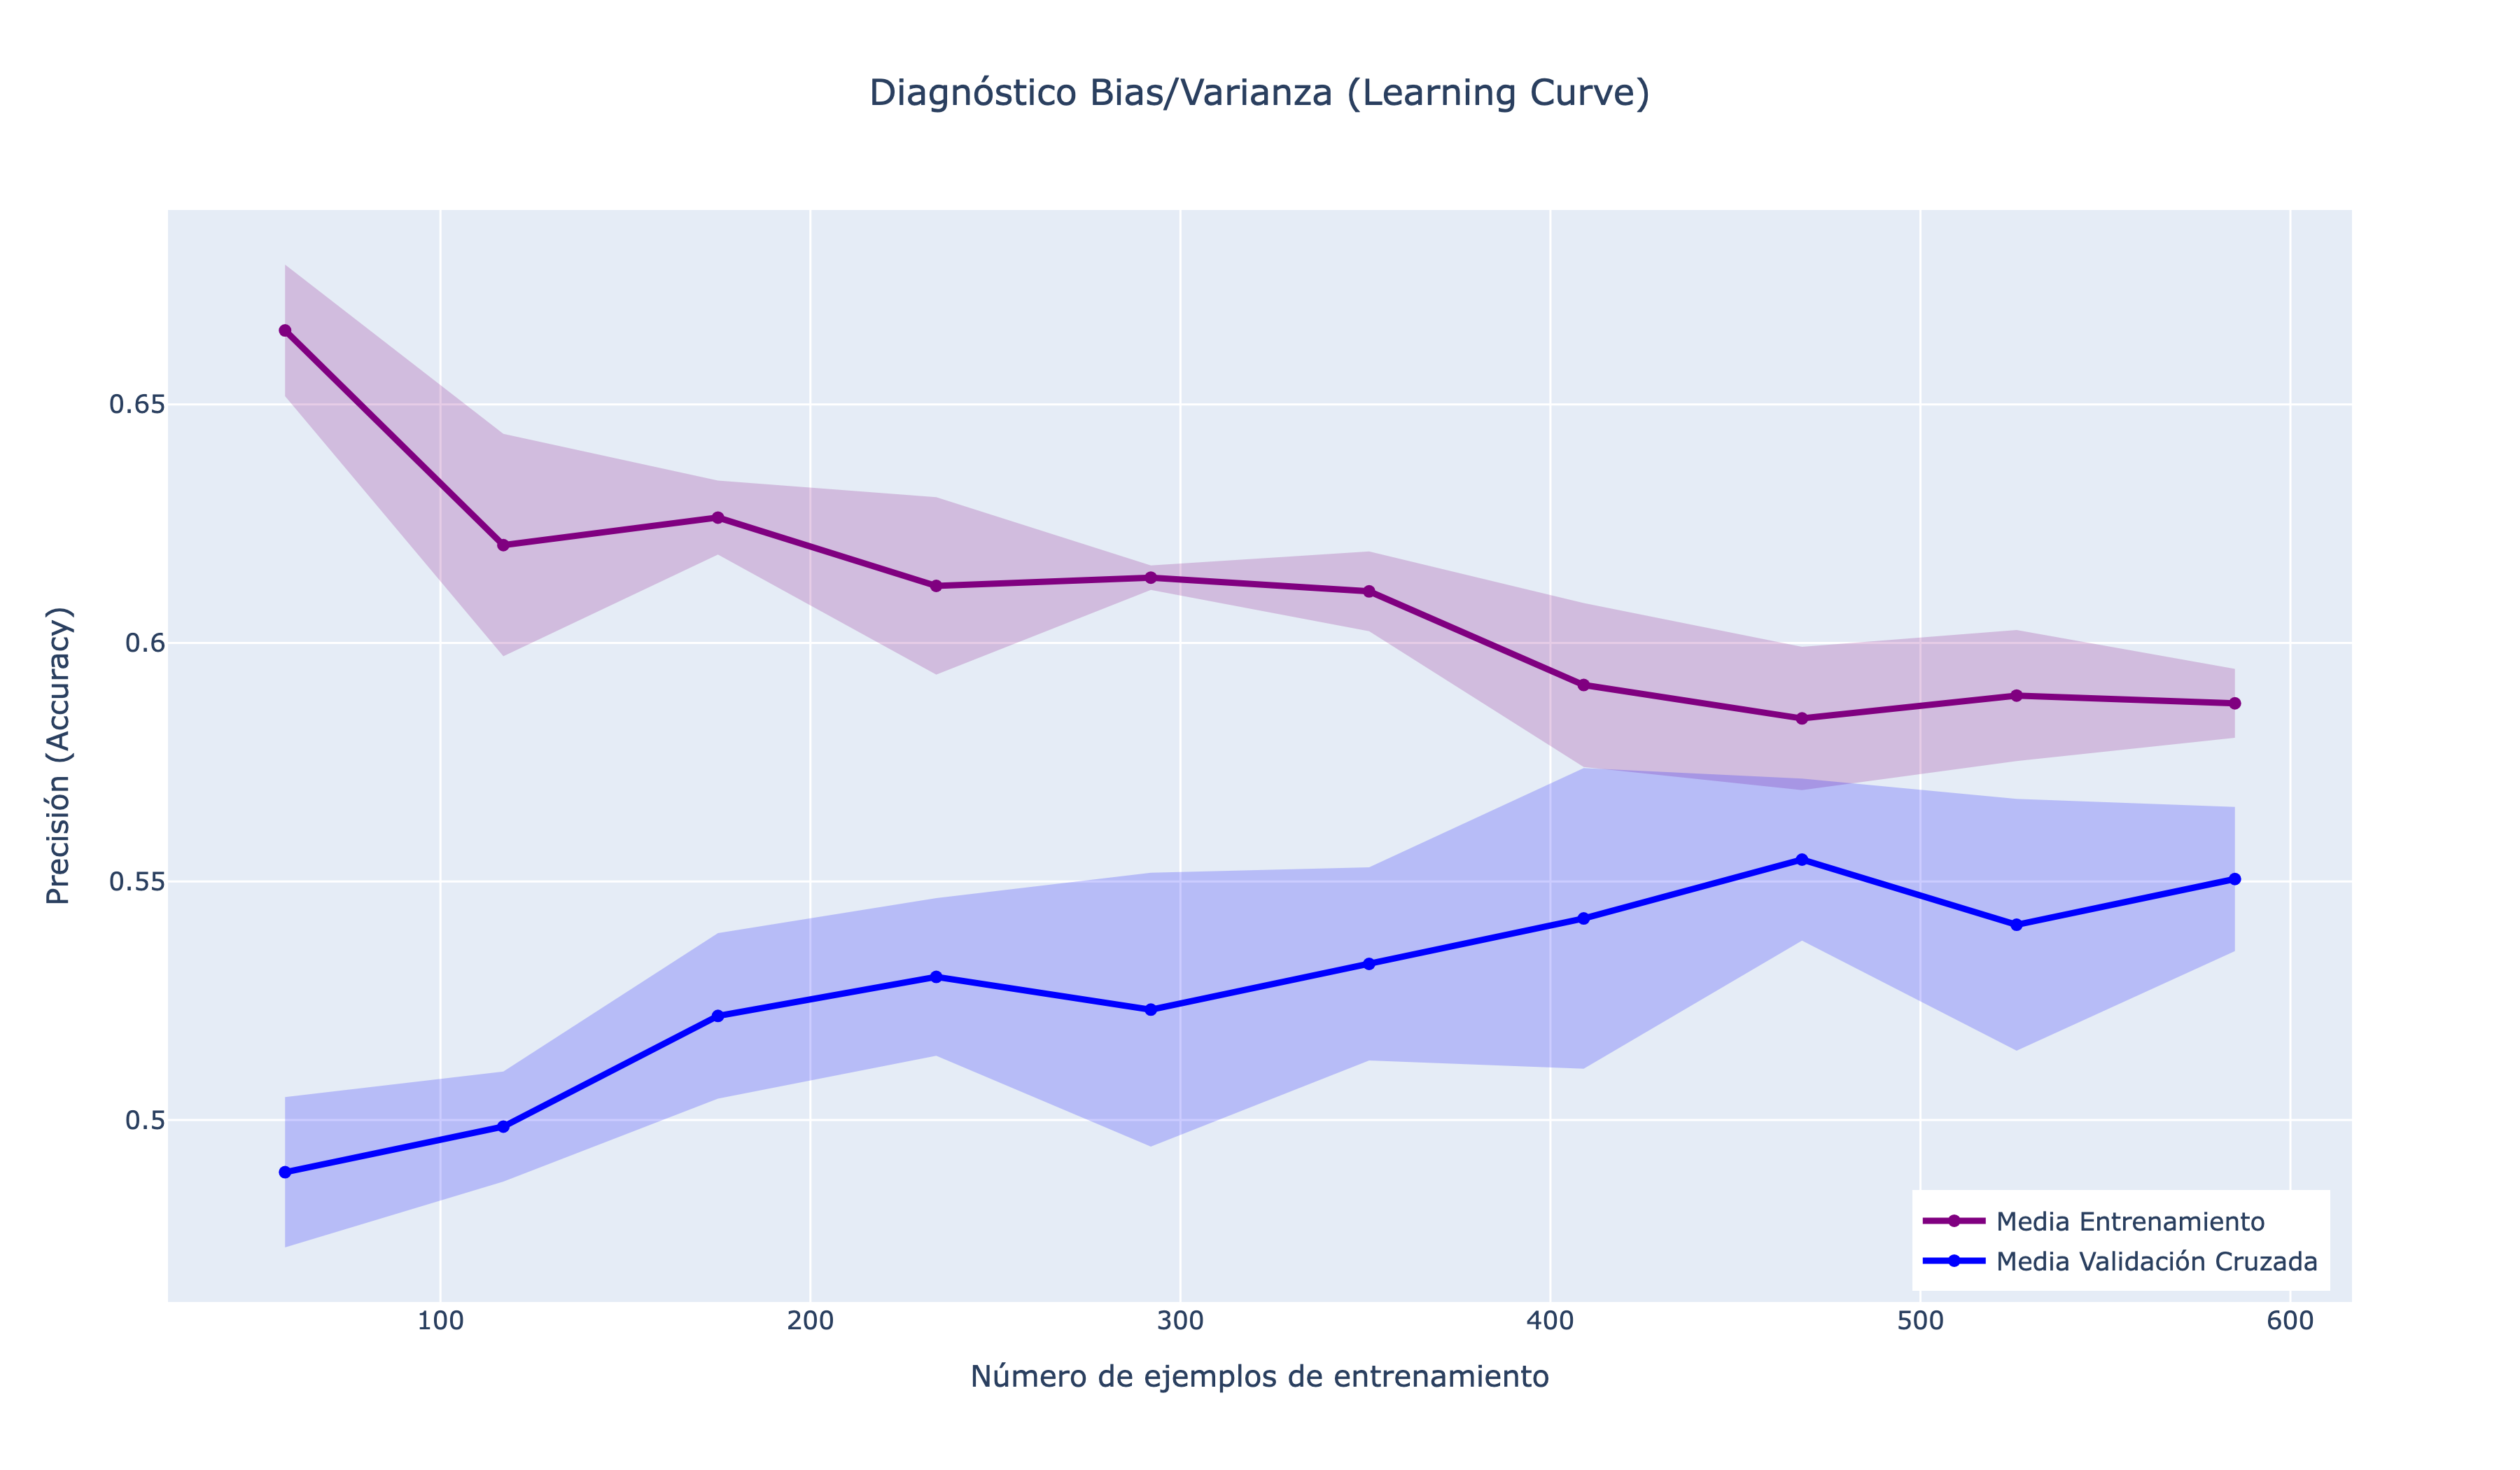 Diagnóstico Bias/Varianza (Learning Curve)
Precisión (Accuracy)
0.65
0.6
0.55
0.5
100 200 300 400 500 600
Número de ejemplos de entrenamiento
Media Entrenamiento
Media Validación Cruzada